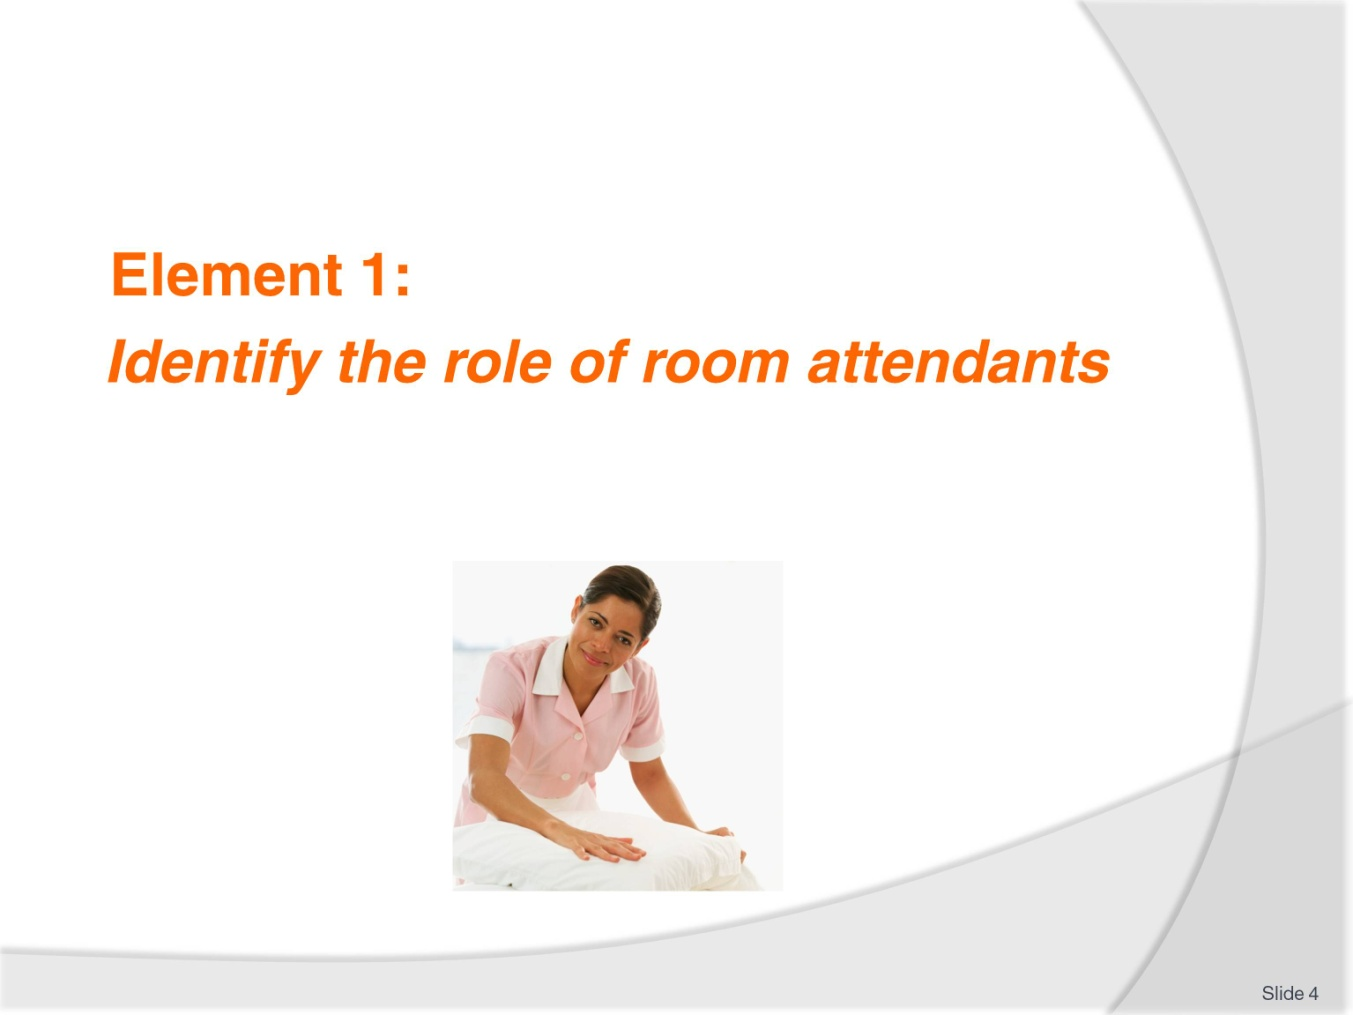 Element 1:
Identify the role of room attendants
Slide 4